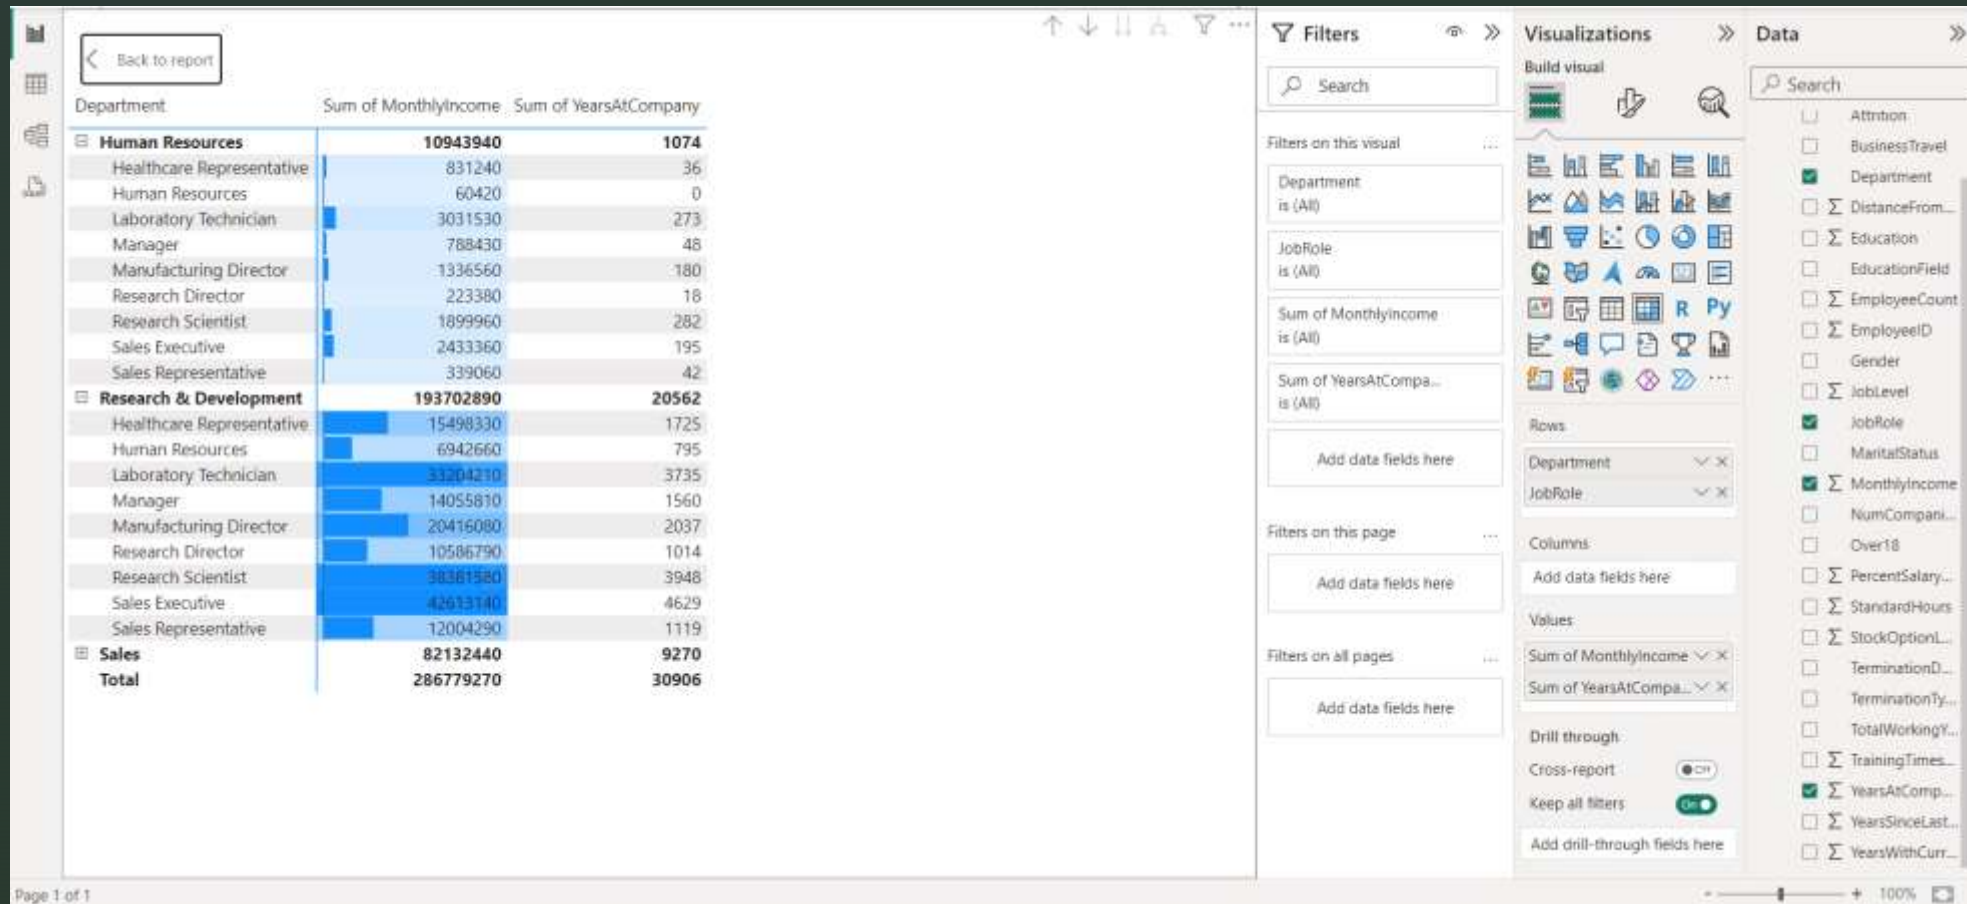 Back to report
Department Sum of MonthlyIncome Sum of YearsAtCompany
Human Resources 10943940 1074
Healthcare Representative 831240 36
Human Resources 60420 0
Laboratory Technician 3031530 273
Manager 788430 48
Manufacturing Director 1336560 180
Research Director 223380 18
Research Scientist 1899960 282
Sales Executive 2433360 195
Sales Representative 339060 42
Research & Development 193702890 20562
Healthcare Representative 15498330 1725
Human Resources 6942660 795
Laboratory Technician 33204210 3735
Manager 14055810 1560
Manufacturing Director 20416080 2037
Research Director 10586790 1014
Research Scientist 38381580 3948
Sales Executive 42613140 4629
Sales Representative 12004290 1119
Sales 82132440 9270
Total 286779270 30906
Filters
Search
Filters on this visual ...
Department
is (All)
JobRole
is (All)
Sum of MonthlyIncome
is (All)
Sum of YearsAtCompa...
is (All)
Add data fields here
Filters on this page ...
Add data fields here
Filters on all pages ...
Add data fields here
Visualizations
Build visual
R Py
...
Rows
Department
JobRole
Columns
Add data fields here
Values
Sum of MonthlyIncome
Sum of YearsAtCompa...
Drill through
Cross-report Off
Keep all filters On
Add drill-through fields here
Data
Search
Attrition
BusinessTravel
Department
DistanceFrom...
Education
EducationField
EmployeeCount
EmployeeID
Gender
JobLevel
JobRole
MaritalStatus
MonthlyIncome
NumCompani...
Over18
PercentSalary...
StandardHours
StockOptionL...
TerminationD...
TerminationTy...
TotalWorkingY...
TrainingTimes...
YearsAtComp...
YearsSinceLast...
YearsWithCurr...
Page 1 of 1
- + 100%